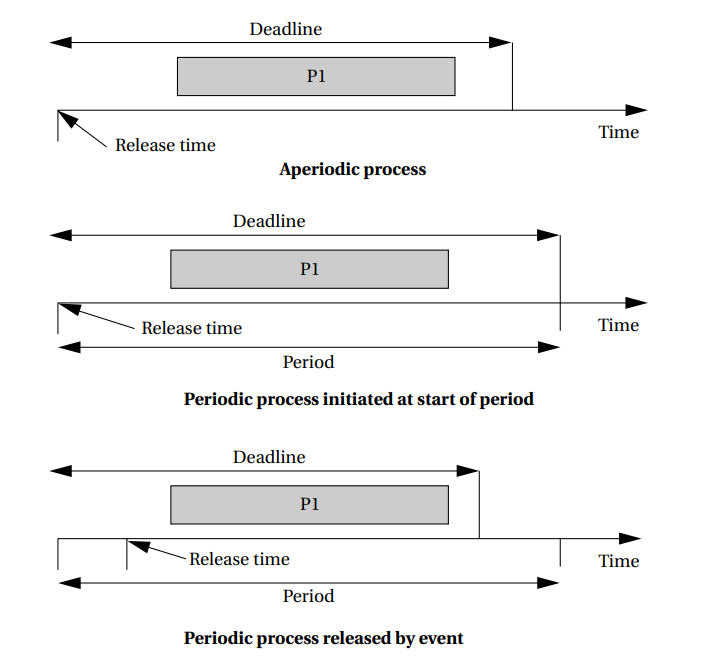 Deadline
P1
Time
Release time
Aperiodic process
Deadline
P1
Release time
Time
Period
Periodic process initiated at start of period
Deadline
P1
Release time
Time
Period
Periodic process released by event